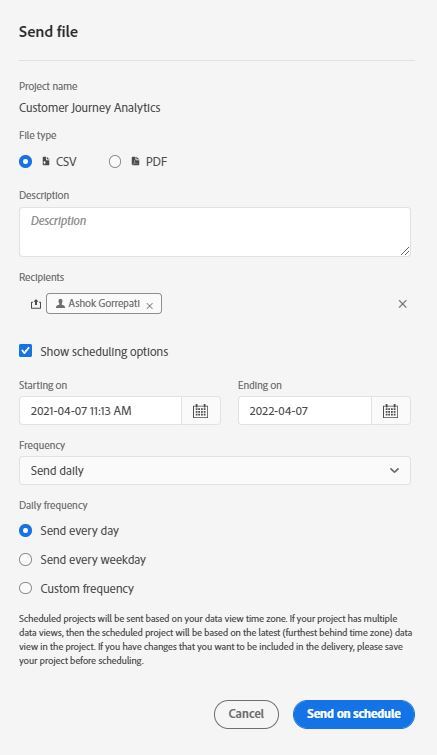 Send file
Project name
Customer Journey Analytics
File type
CSV PDF
Description
Description
Recipients
Ashok Gorrepati
Show scheduling options
Starting on Ending on
2021-04-07 11:13 AM 2022-04-07
Frequency
Send daily
Daily frequency
Send every day
Send every weekday
Custom frequency
Scheduled projects will be sent based on your data view time zone. If your project has multiple
data views, then the scheduled project will be based on the latest (furthest behind time zone) data
view in the project. If you have changes that you want to be included in the delivery, please save
your project before scheduling.
Cancel Send on schedule